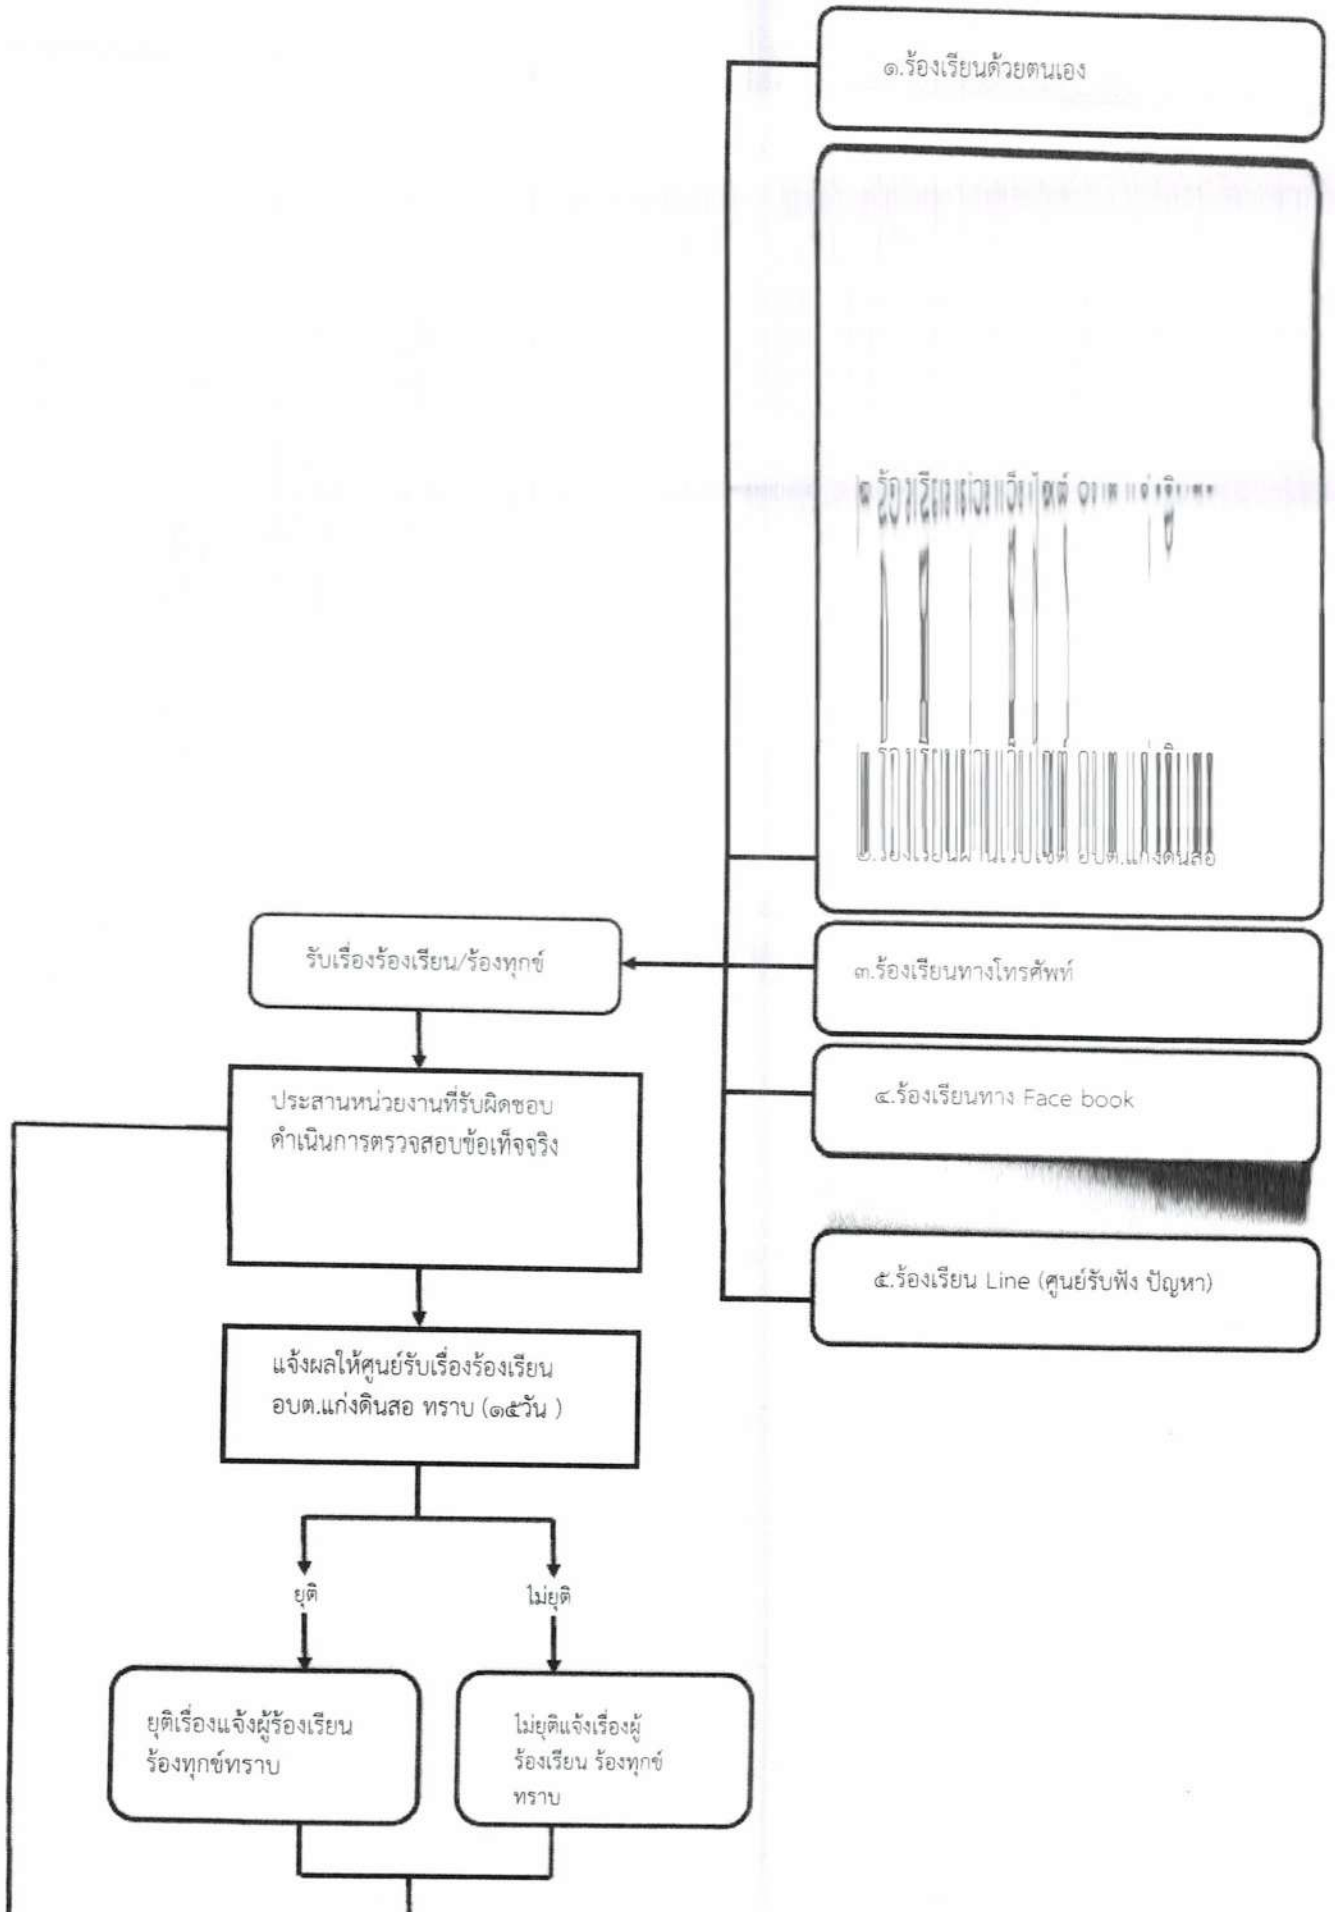 ๑.ร้องเรียนด้วยตนเอง
๒.ร้องเรียนผ่านเว็บไซต์ อบต.แก่งดินสอ
๓.ร้องเรียนทางโทรศัพท์
๔.ร้องเรียนทาง Face book
๕.ร้องเรียน Line (ศูนย์รับฟัง ปัญหา)
รับเรื่องร้องเรียน/ร้องทุกข์
ประสานหน่วยงานที่รับผิดชอบ
ดำเนินการตรวจสอบข้อเท็จจริง
แจ้งผลให้ศูนย์รับเรื่องร้องเรียน
อบต.แก่งดินสอ ทราบ (๑๕วัน )
ยุติ
ไม่ยุติ
ยุติเรื่องแจ้งผู้ร้องเรียน
ร้องทุกข์ทราบ
ไม่ยุติแจ้งเรื่องผู้
ร้องเรียน ร้องทุกข์
ทราบ